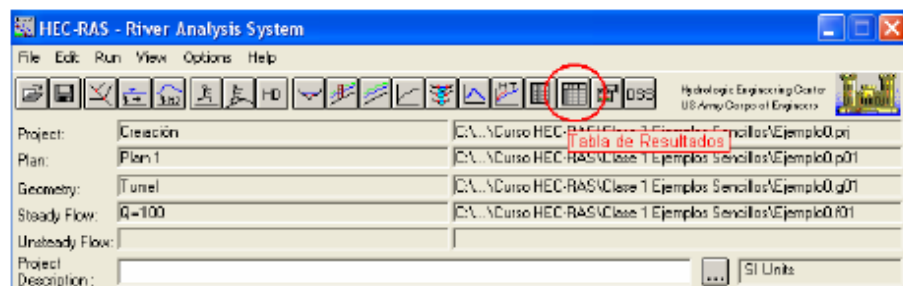 HEC-RAS - River Analysis System
File Edit Run View Options Help
HD DSS Hydrologic Engineering Center
US Army Corps of Engineers
Tabla de Resultados
Project: Creación C:\...\Curso HEC-RAS\Clase 1 Ejemplos Sencillos\Ejemplo0.prj
Plan: Plan 1 C:\...\Curso HEC-RAS\Clase 1 Ejemplos Sencillos\Ejemplo0.p01
Geometry: Tunel C:\...\Curso HEC-RAS\Clase 1 Ejemplos Sencillos\Ejemplo0.g01
Steady Flow: Q=100 C:\...\Curso HEC-RAS\Clase 1 Ejemplos Sencillos\Ejemplo0.f01
Unsteady Flow:
Project
Description : ... SI Units